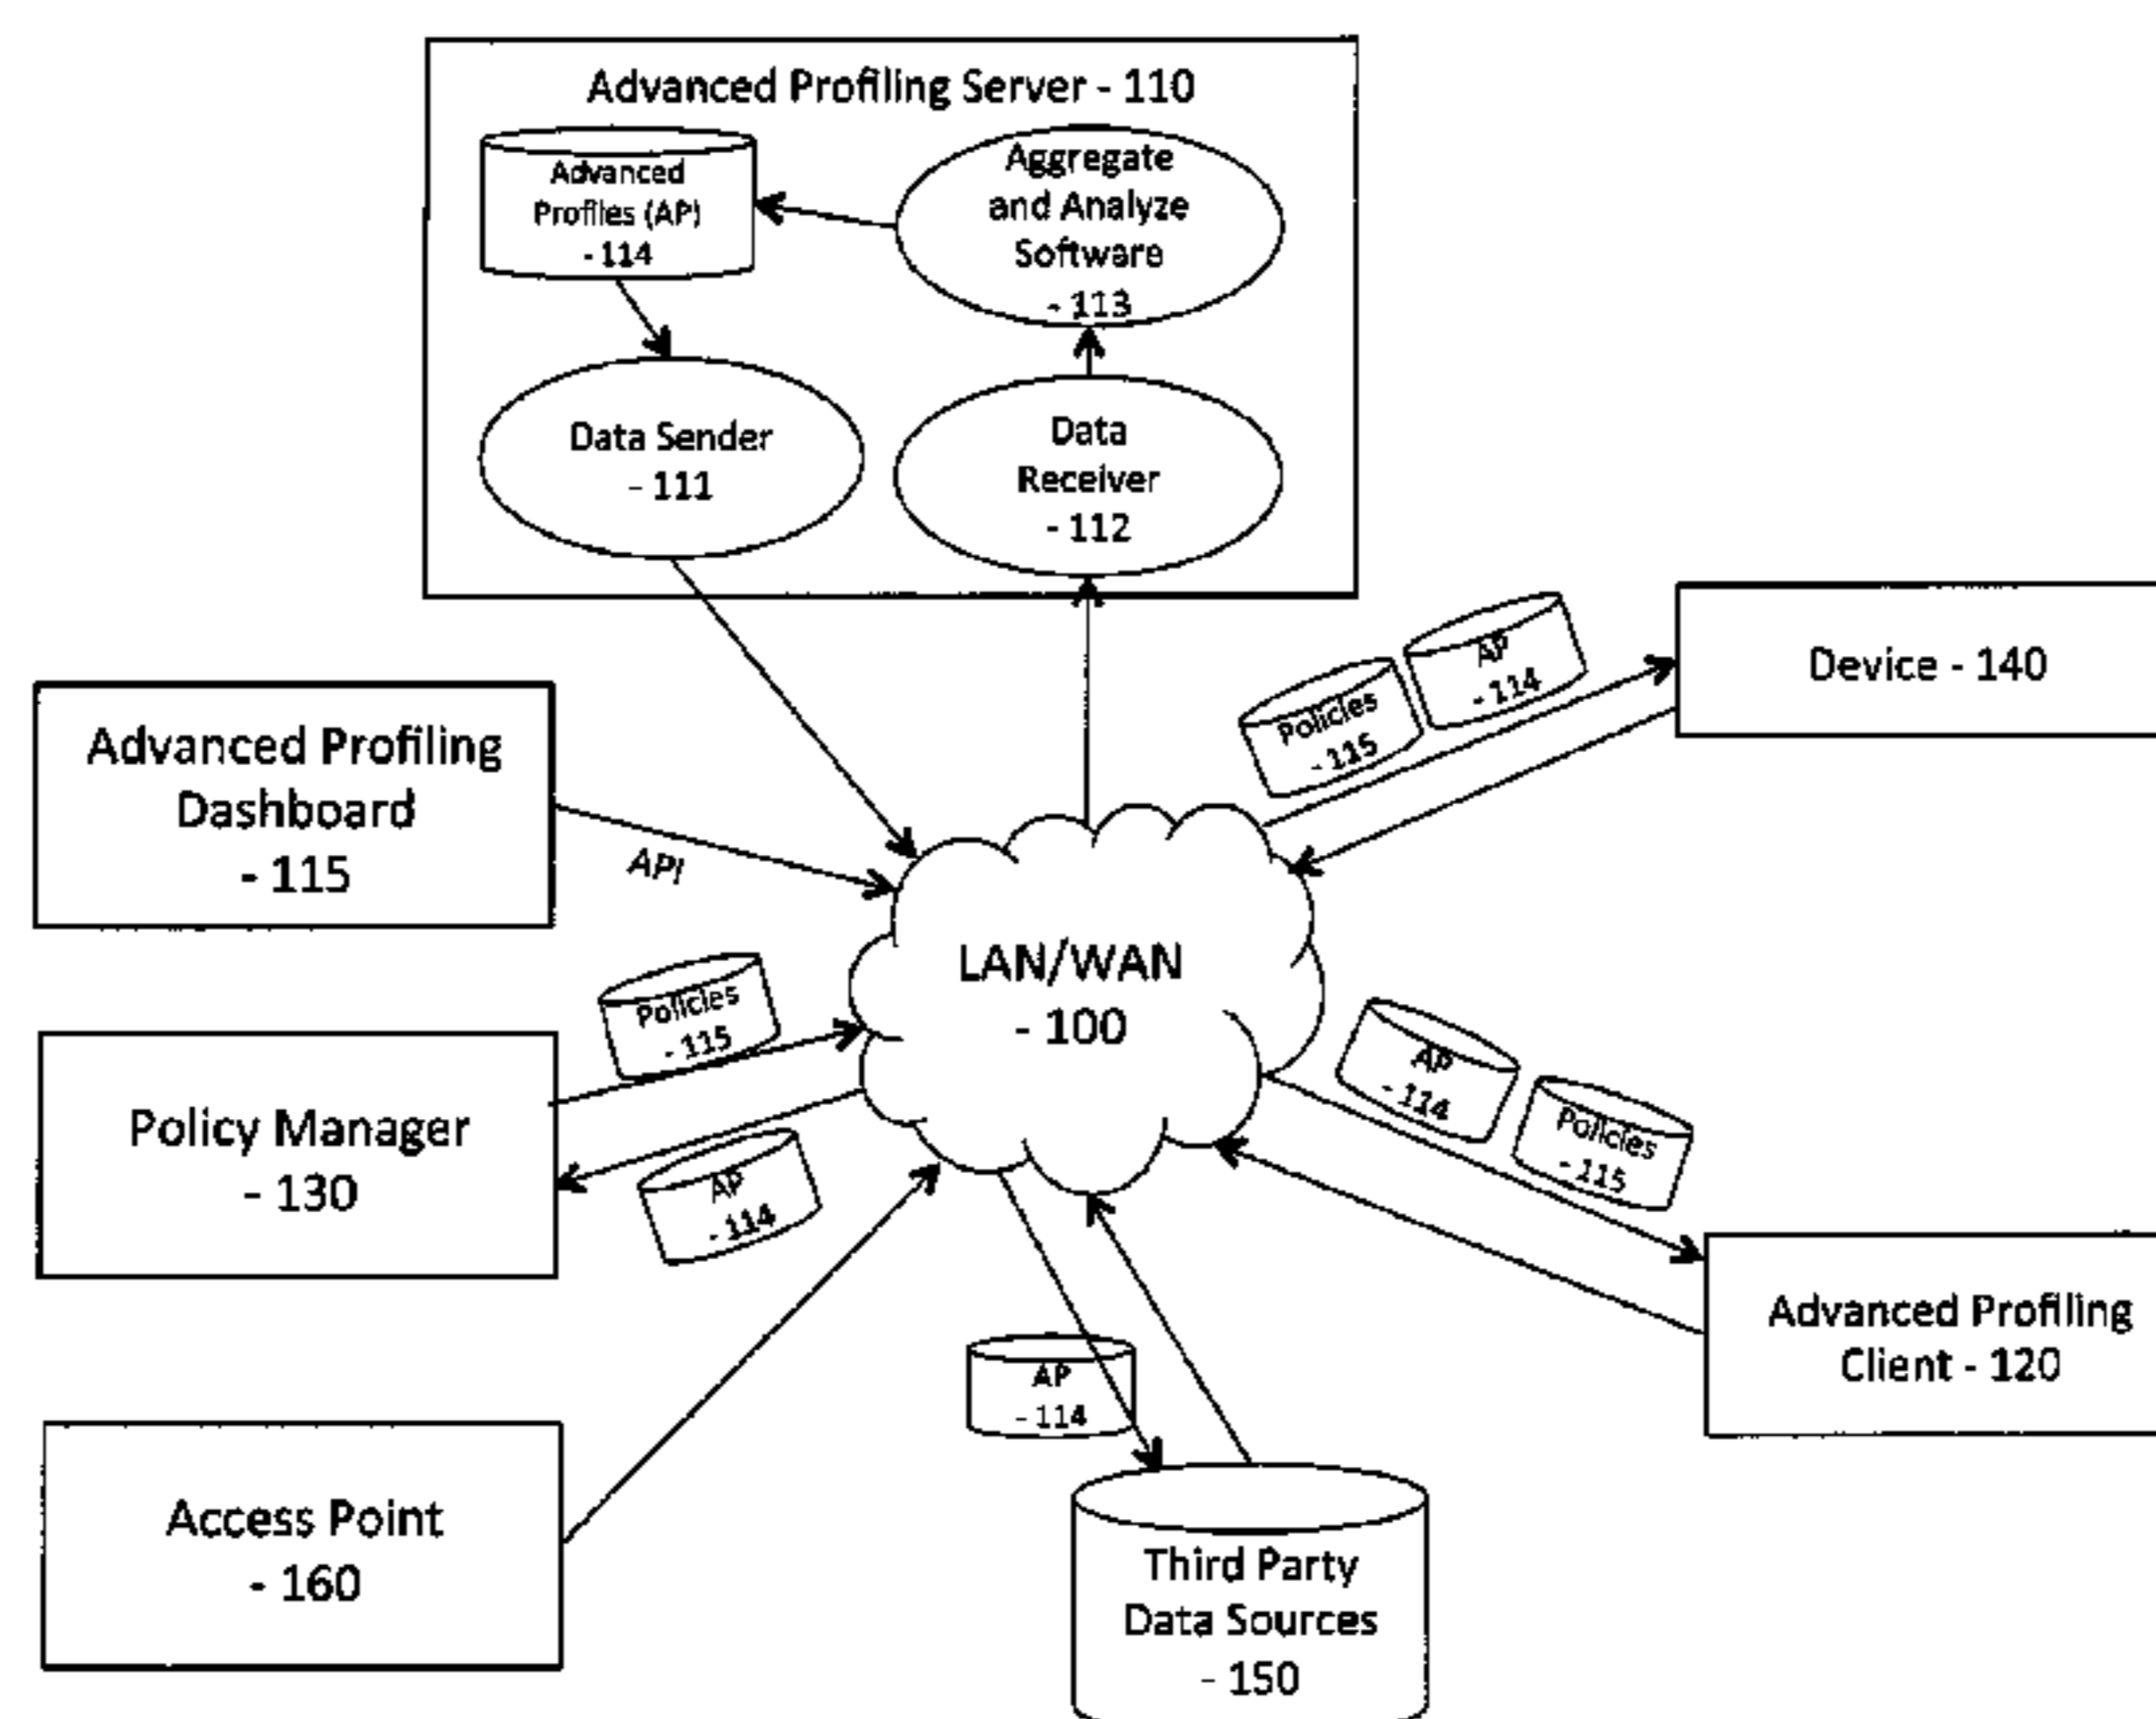 Advanced Profiling Server - 110
Advanced
Profiles (AP)
- 114
Aggregate
and Analyze
Software
- 113
Data Sender
- 111
Data
Receiver
- 112
Device - 140
AP
- 114
Policies
- 115
Advanced Profiling
Dashboard
- 115
API
LAN/WAN
- 100
Policies
- 115
Policy Manager
- 130
AP
- 114
AP
- 114
Policies
- 115
Advanced Profiling
Client - 120
AP
- 114
Access Point
- 160
Third Party
Data Sources
- 150